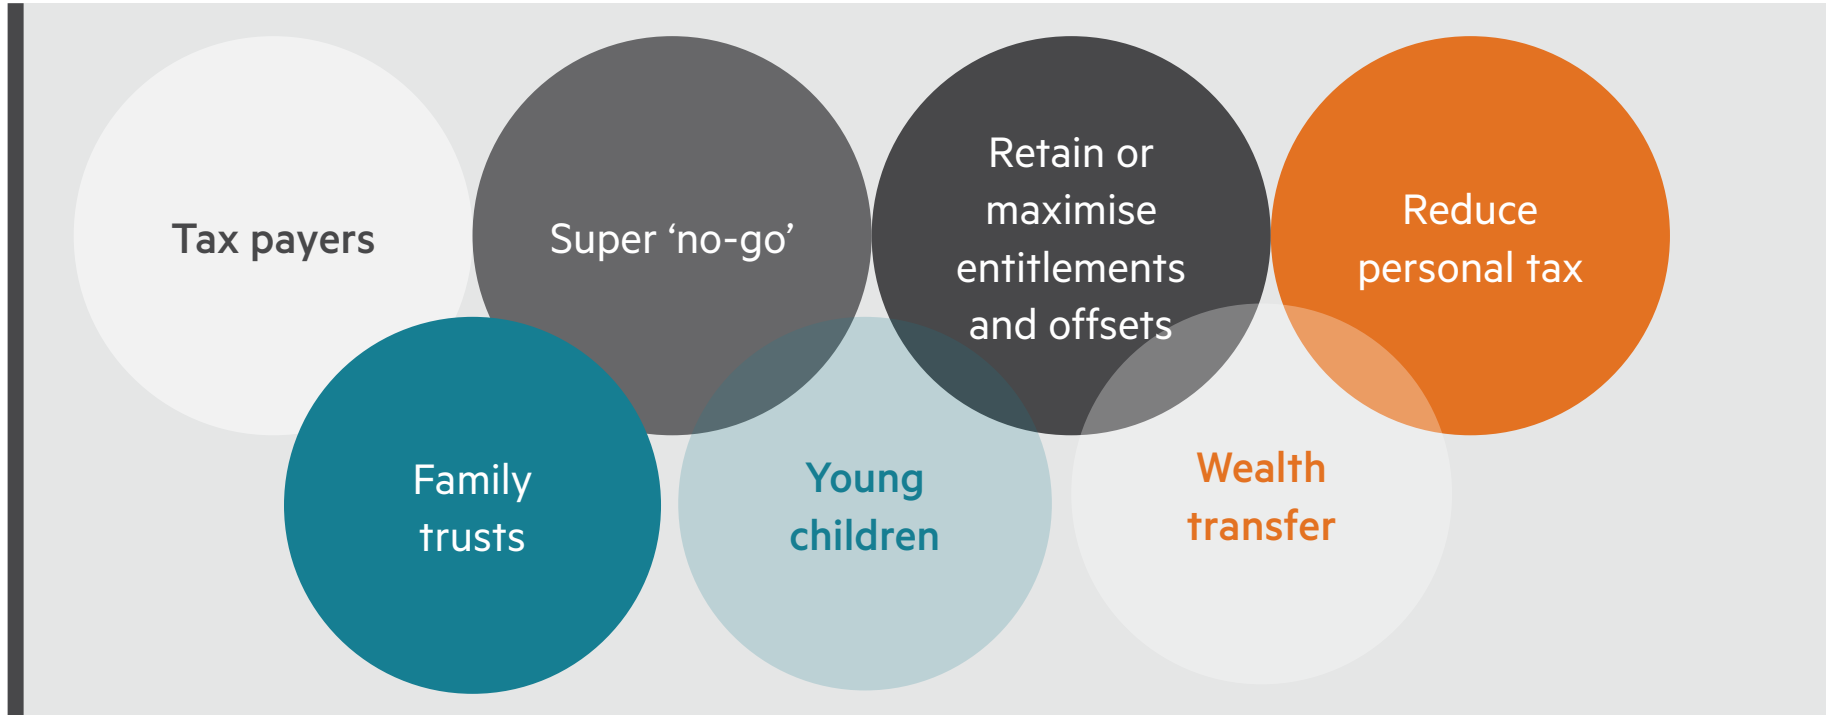 Tax payers
Super ‘no-go’
Retain or
maximise
entitlements
and offsets
Reduce
personal tax
Family
trusts
Young
children
Wealth
transfer